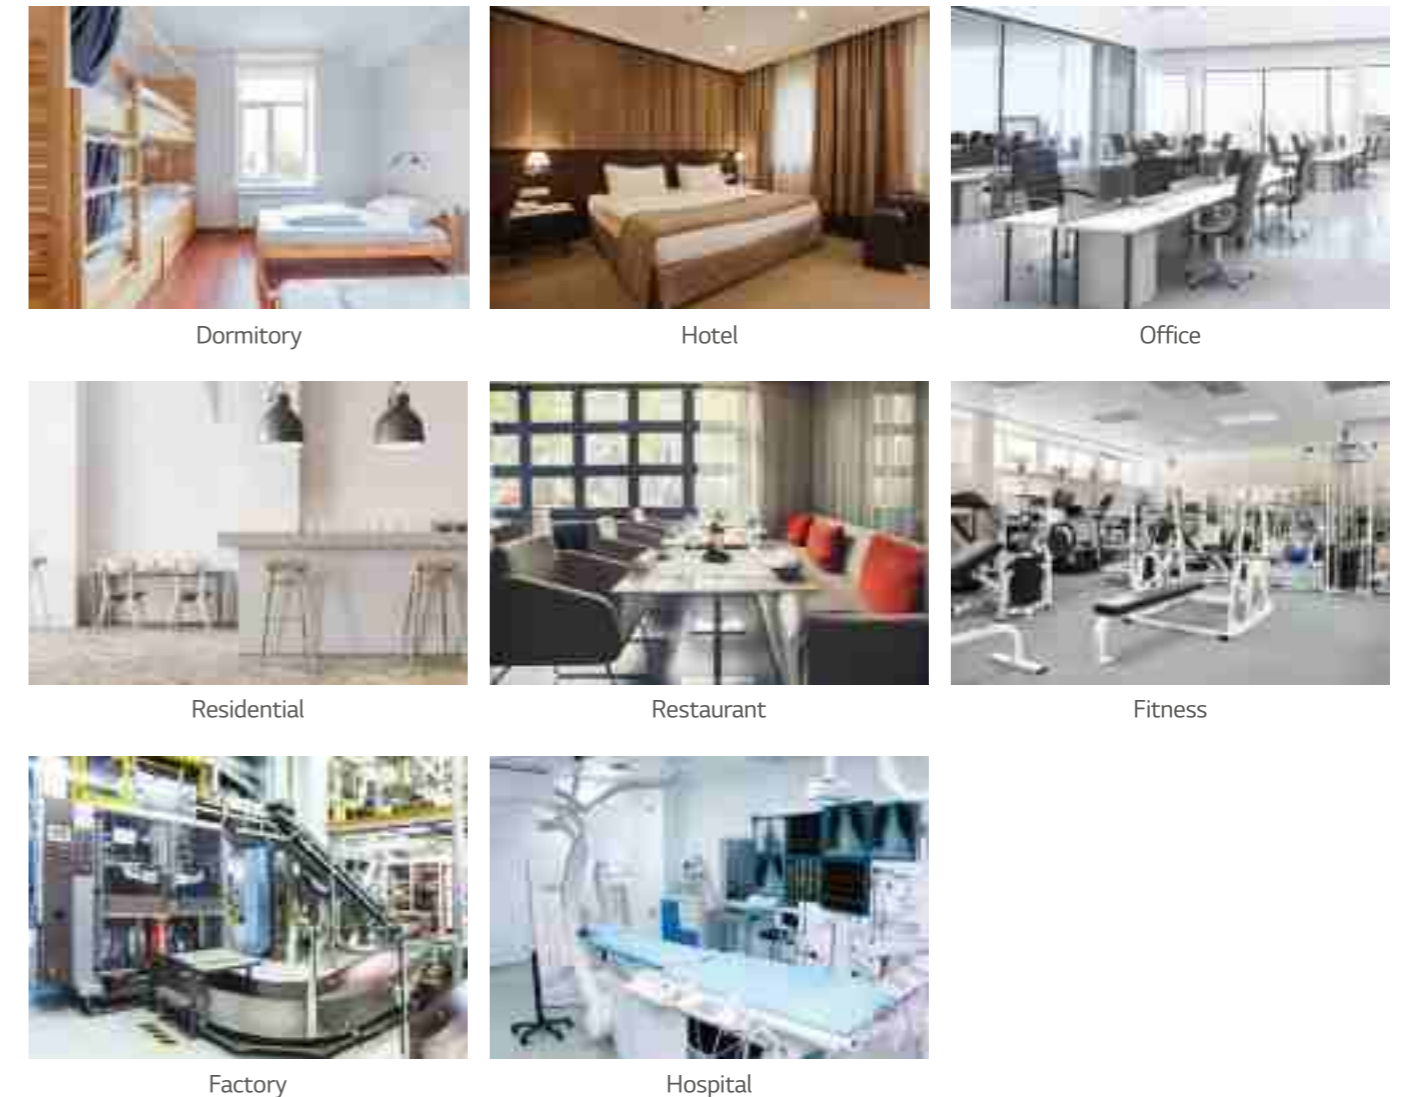 Dormitory
Hotel
Office
Residential
Restaurant
Fitness
Factory
Hospital